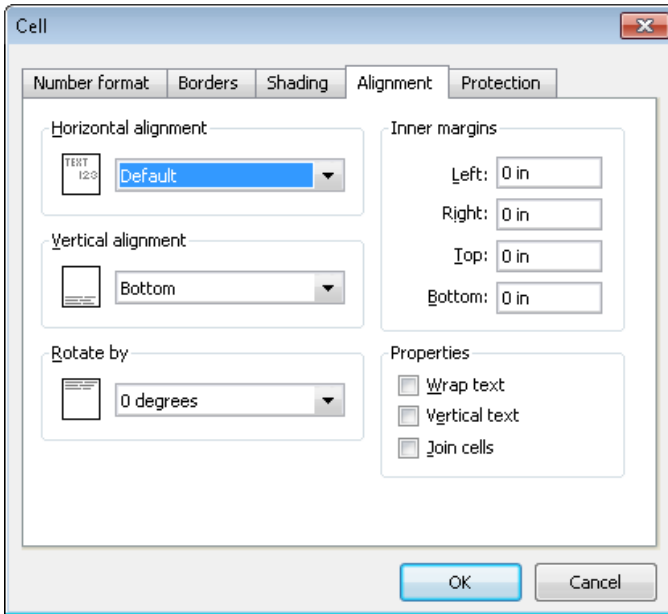 Cell
Number format Borders Shading Alignment Protection
Horizontal alignment
TEXT
123
Default
Vertical alignment
Bottom
Rotate by
0 degrees
Inner margins
Left: 0 in
Right: 0 in
Top: 0 in
Bottom: 0 in
Properties
Wrap text
Vertical text
Join cells
OK Cancel